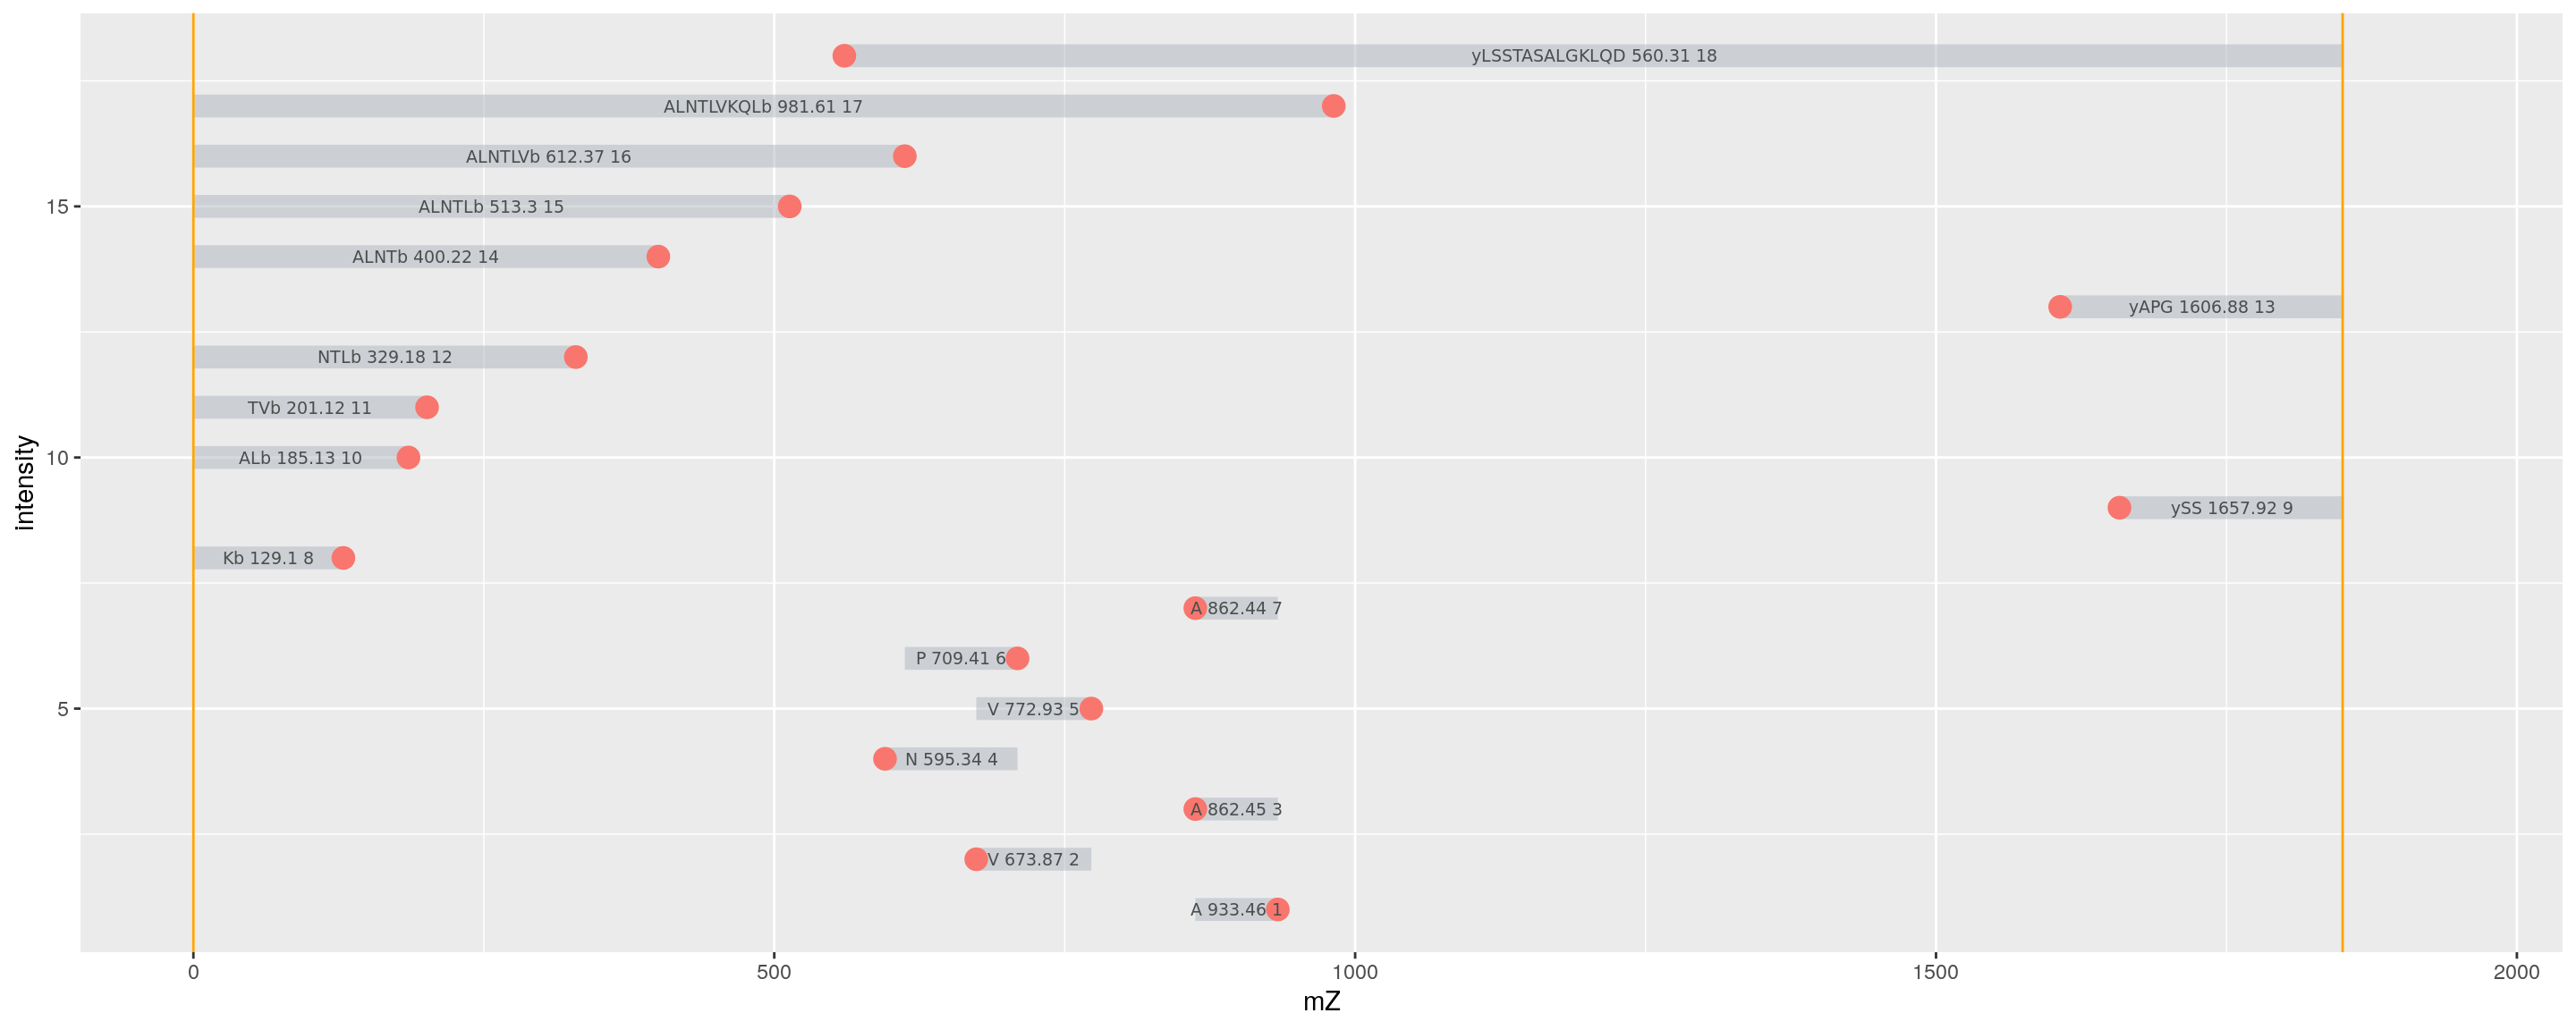 yLSSTASALGKLQD 560.31 18
ALNTLVKQLb 981.61 17
ALNTLVb 612.37 16
15
ALNTLb 513.3 15
ALNTb 400.22 14
yAPG 1606.88 13
NTLb 329.18 12
TVb 201.12 11
10
ALb 185.13 10
ySS 1657.92 9
Kb 129.1 8
A 862.44 7
P 709.41 6
5
V 772.93 5
N 595.34 4
A 862.45 3
V 673.87 2
A 933.46 1
intensity
0
500
1000
1500
2000
mZ